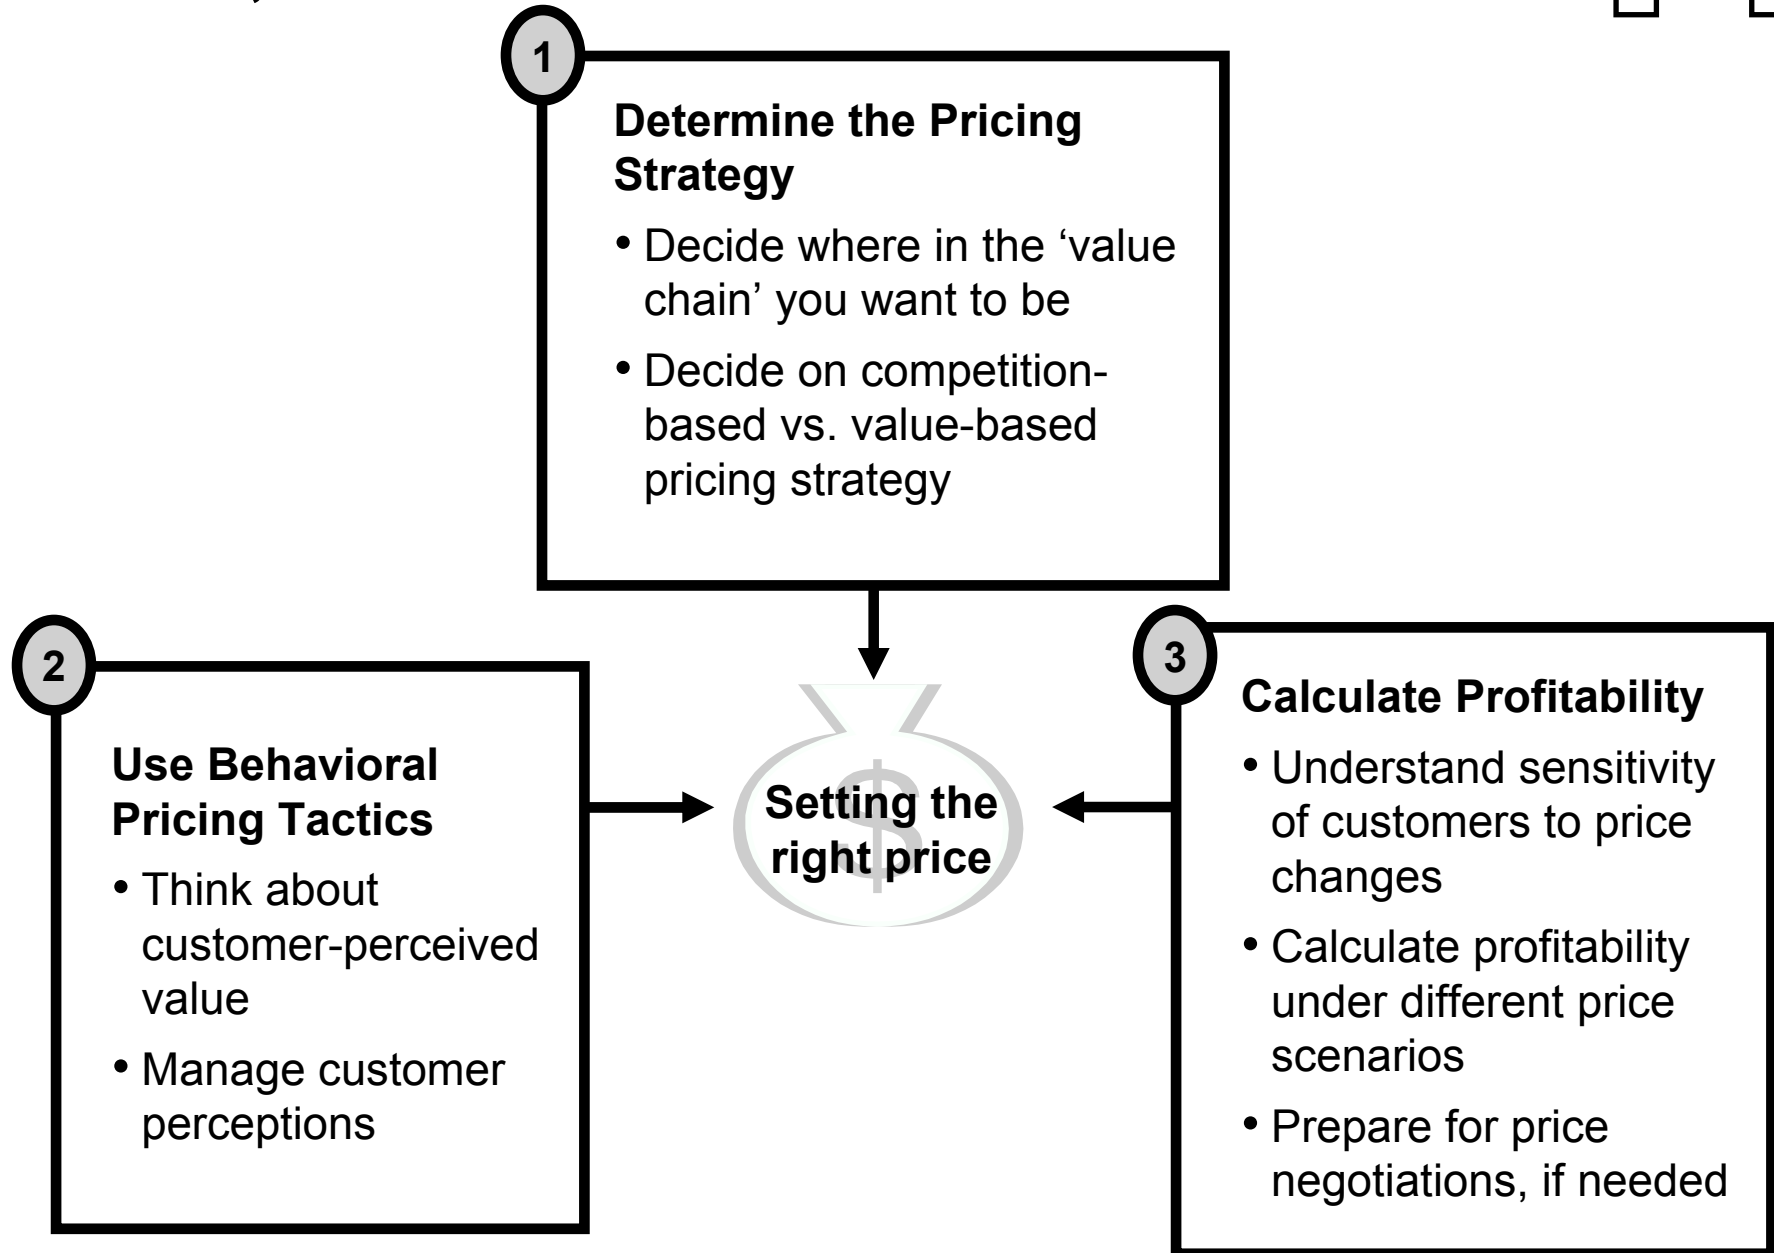 1
Determine the Pricing
Strategy
• Decide where in the ‘value
chain’ you want to be
• Decide on competition-
based vs. value-based
pricing strategy
2
Use Behavioral
Pricing Tactics
• Think about
customer-perceived
value
• Manage customer
perceptions
$
Setting the
right price
3
Calculate Profitability
• Understand sensitivity
of customers to price
changes
• Calculate profitability
under different price
scenarios
• Prepare for price
negotiations, if needed